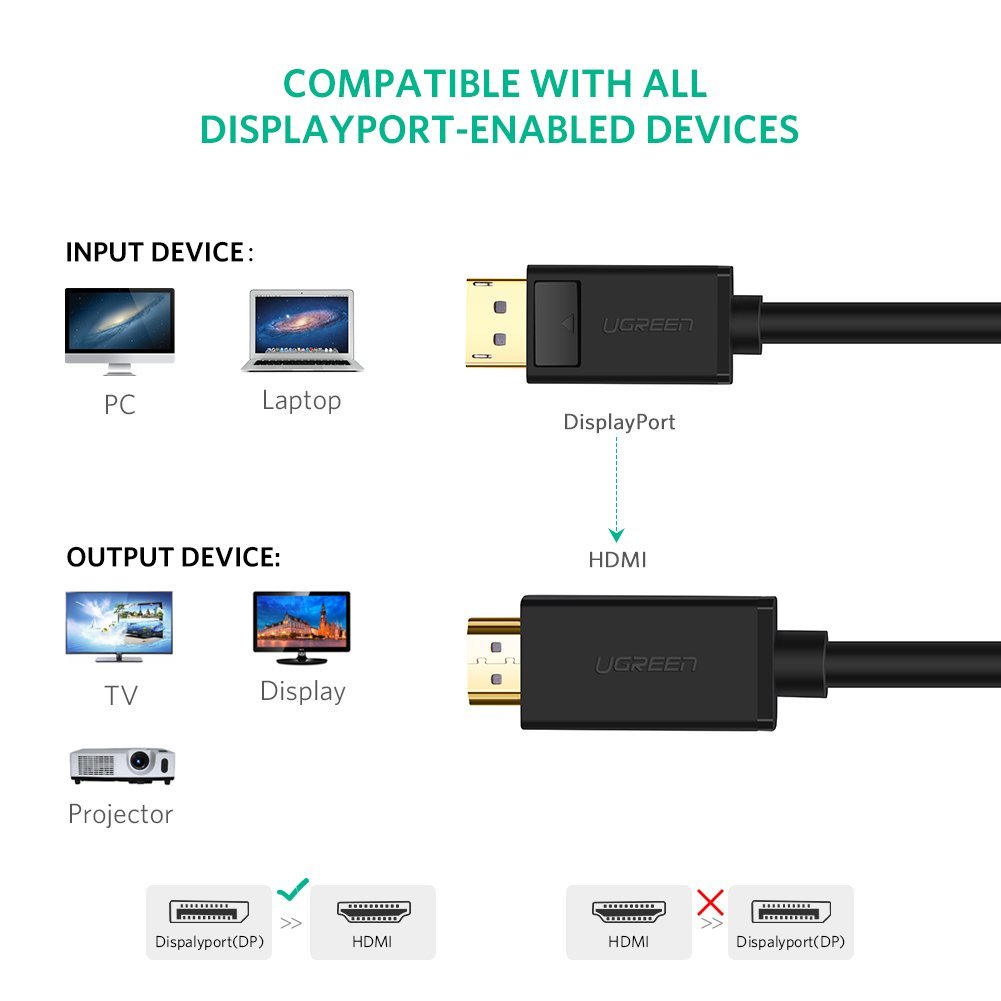 COMPATIBLE WITH ALL
DISPLAYPORT-ENABLED DEVICES
INPUT DEVICE:
PC
Laptop
UGREEN
DisplayPort
HDMI
OUTPUT DEVICE:
TV
Display
UGREEN
Projector
Dispalyport(DP)
>>
HDMI
HDMI
>>
Dispalyport(DP)